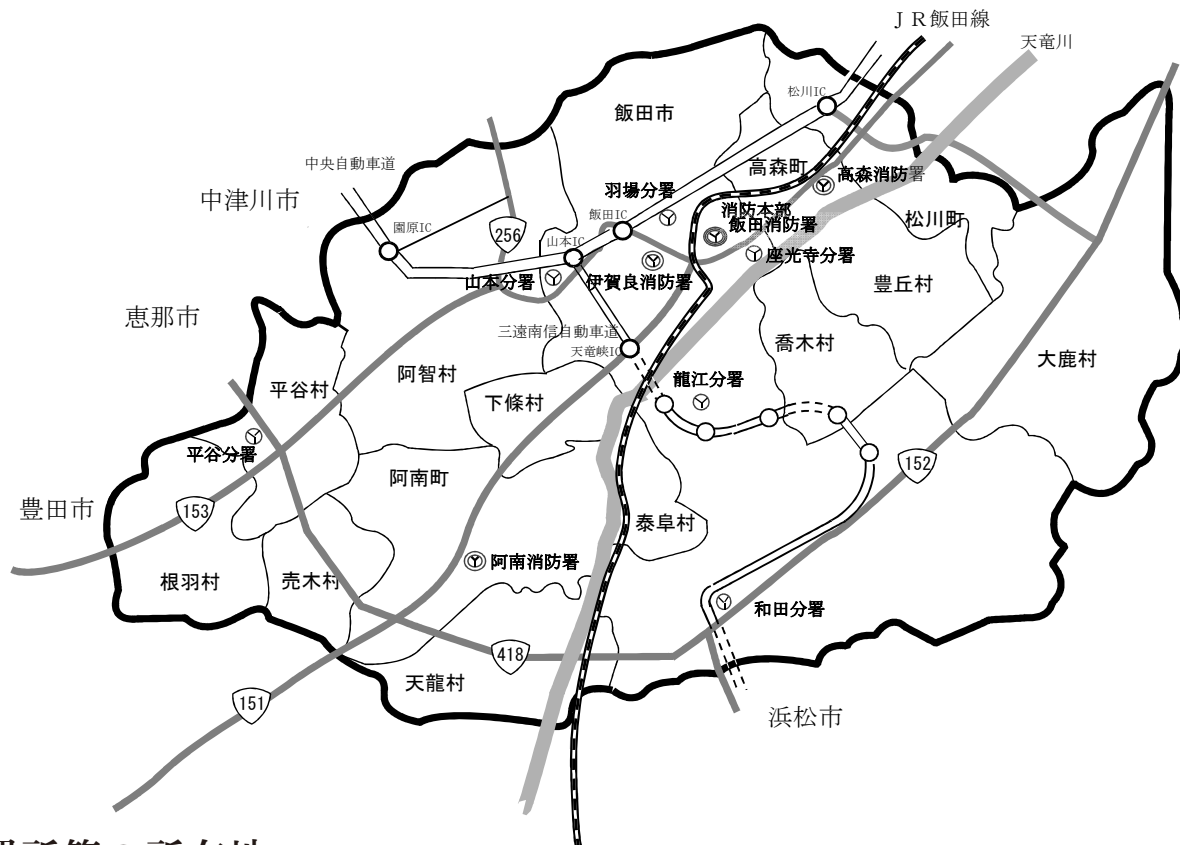 ＪＲ飯田線
天竜川
松川IC
飯田市
中央自動車道
高森町
高森消防署
中津川市
羽場分署
消防本部
飯田消防署
松川町
飯田IC
園原IC
256
山本IC
座光寺分署
山本分署
伊賀良消防署
豊丘村
恵那市
三遠南信自動車道
天竜峡IC
喬木村
大鹿村
平谷村
阿智村
下條村
龍江分署
平谷分署
阿南町
152
豊田市
153
泰阜村
阿南消防署
根羽村
売木村
和田分署
418
天龍村
151
浜松市